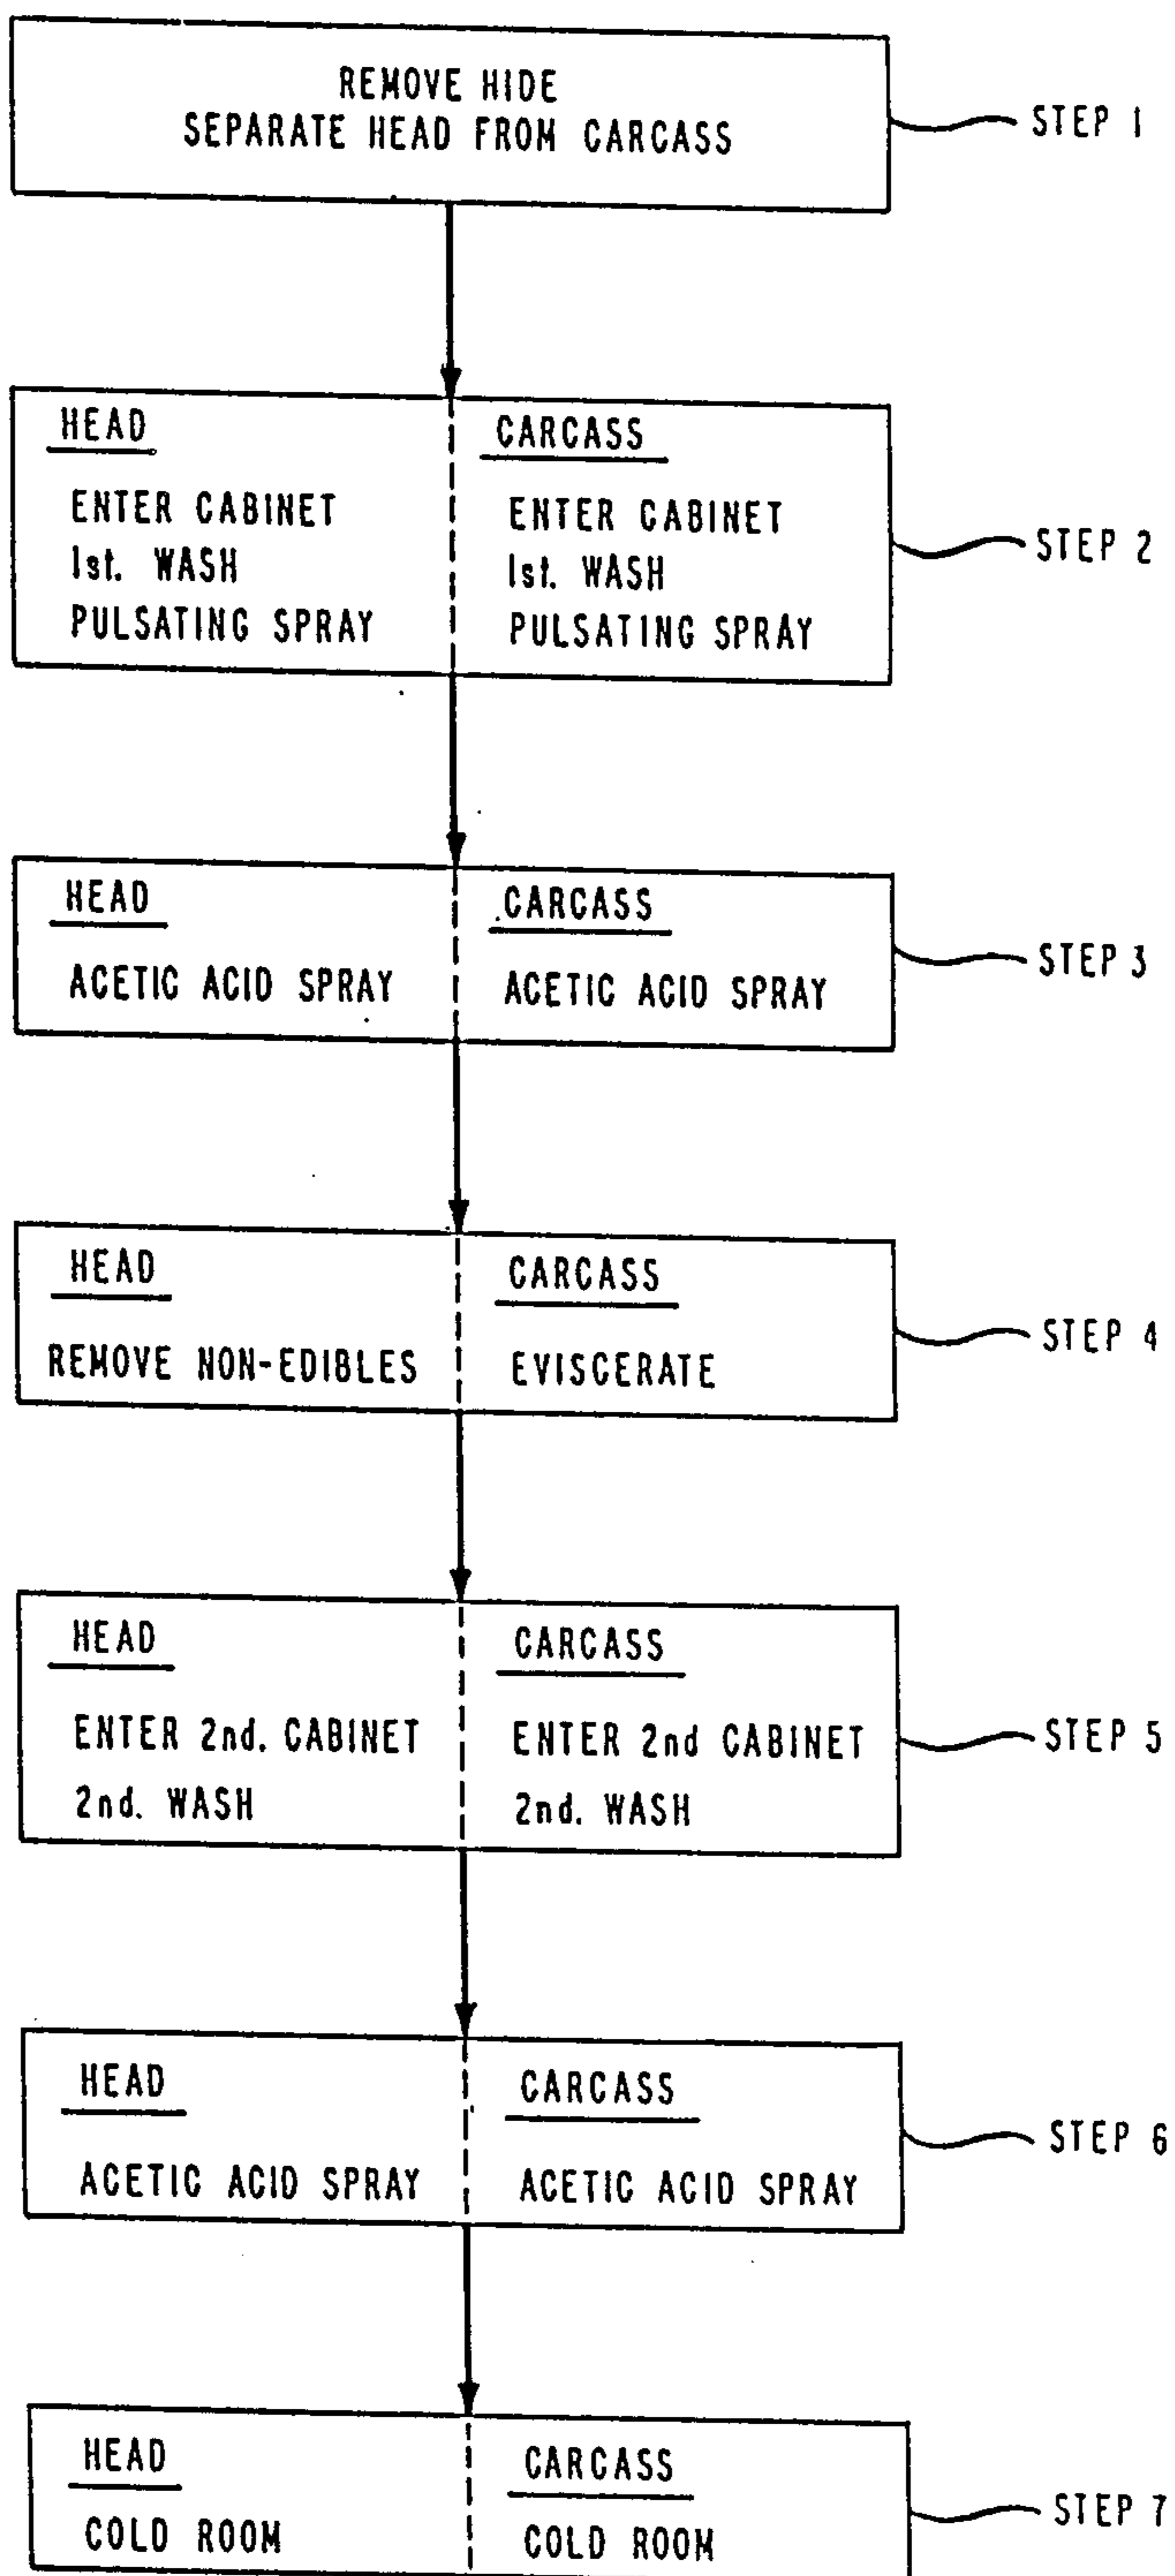 REMOVE HIDE
SEPARATE HEAD FROM CARCASS
STEP 1
HEAD
ENTER CABINET
1st. WASH
PULSATING SPRAY
CARCASS
ENTER CABINET
1st. WASH
PULSATING SPRAY
STEP 2
HEAD
ACETIC ACID SPRAY
CARCASS
ACETIC ACID SPRAY
STEP 3
HEAD
REMOVE NON-EDIBLES
CARCASS
EVISCERATE
STEP 4
HEAD
ENTER 2nd. CABINET
2nd. WASH
CARCASS
ENTER 2nd CABINET
2nd. WASH
STEP 5
HEAD
ACETIC ACID SPRAY
CARCASS
ACETIC ACID SPRAY
STEP 6
HEAD
COLD ROOM
CARCASS
COLD ROOM
STEP 7